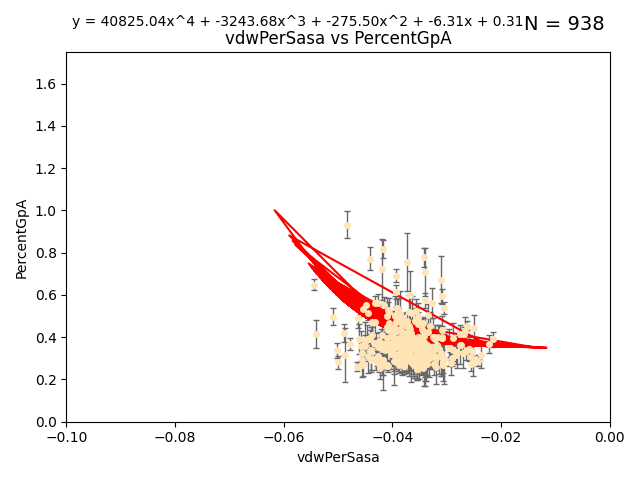 y = 40825.04x^4 + -3243.68x^3 + -275.50x^2 + -6.31x + 0.31 N = 938
vdwPerSasa vs PercentGpA
1.6
1.4
1.2
1.0
0.8
0.6
0.4
0.2
0.0
PercentGpA
−0.10 −0.08 −0.06 −0.04 −0.02 0.00
vdwPerSasa